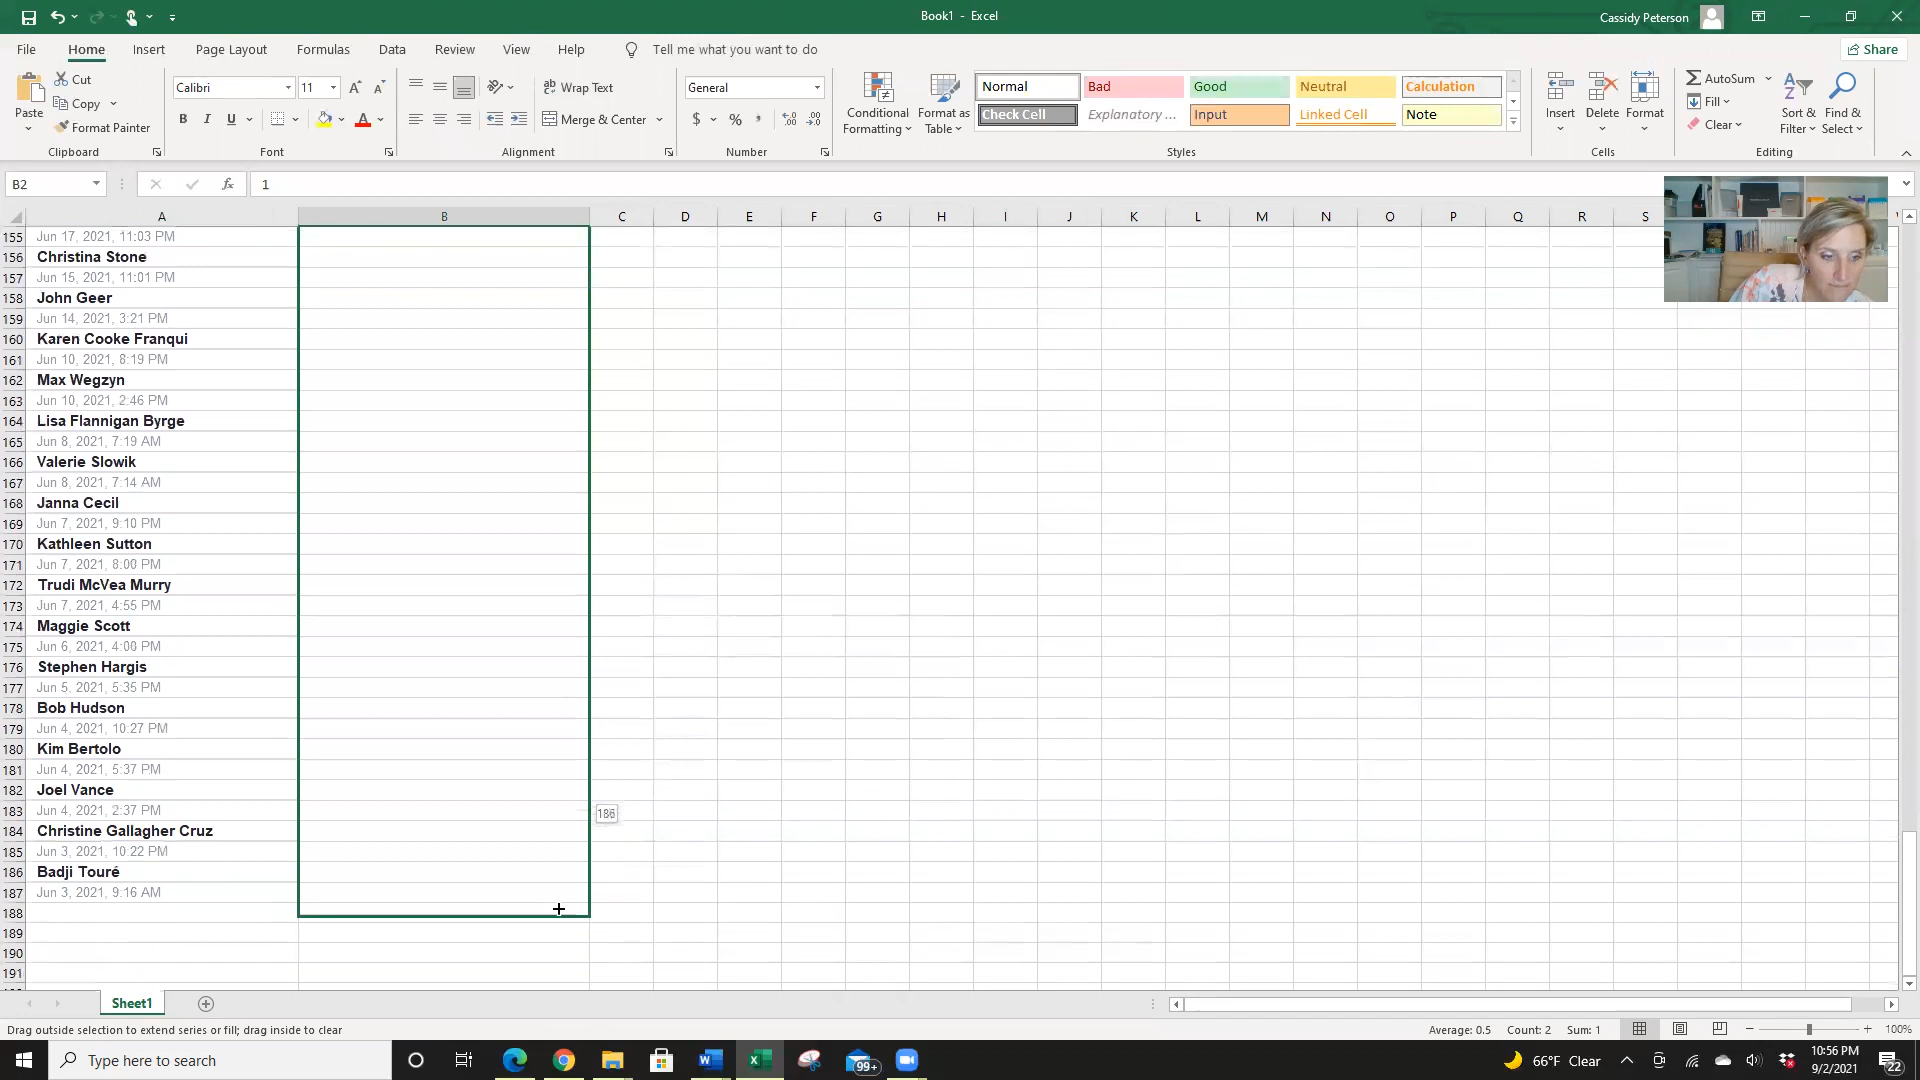 Book1 - Excel
Cassidy Peterson
File Home Insert Page Layout Formulas Data Review View Help Tell me what you want to do Share
Paste Cut Copy Format Painter Clipboard
Calibri 11 B I U Font
Wrap Text Merge & Center Alignment
General $ % Number
Conditional Formatting Format as Table
Normal Bad Good Neutral Calculation
Check Cell Explanatory ... Input Linked Cell Note
Styles
Insert Delete Format Cells
AutoSum Fill Clear Sort & Filter Find & Select Editing
B2 fx 1
A B C D E F G H I J K L M N O P Q R S
155 Jun 17, 2021, 11:03 PM
156 Christina Stone
157 Jun 15, 2021, 11:01 PM
158 John Geer
159 Jun 14, 2021, 3:21 PM
160 Karen Cooke Franqui
161 Jun 10, 2021, 8:19 PM
162 Max Wegzyn
163 Jun 10, 2021, 2:46 PM
164 Lisa Flannigan Byrge
165 Jun 8, 2021, 7:19 AM
166 Valerie Slowik
167 Jun 8, 2021, 7:14 AM
168 Janna Cecil
169 Jun 7, 2021, 9:10 PM
170 Kathleen Sutton
171 Jun 7, 2021, 8:00 PM
172 Trudi McVea Murry
173 Jun 7, 2021, 4:55 PM
174 Maggie Scott
175 Jun 6, 2021, 4:00 PM
176 Stephen Hargis
177 Jun 5, 2021, 5:35 PM
178 Bob Hudson
179 Jun 4, 2021, 10:27 PM
180 Kim Bertolo
181 Jun 4, 2021, 5:37 PM
182 Joel Vance
183 Jun 4, 2021, 2:37 PM 186
184 Christine Gallagher Cruz
185 Jun 3, 2021, 10:22 PM
186 Badji Touré
187 Jun 3, 2021, 9:16 AM
188
189
190
191
Sheet1
Drag outside selection to extend series or fill; drag inside to clear Average: 0.5 Count: 2 Sum: 1 100%
Type here to search 99+ 66°F Clear 10:56 PM
9/2/2021 22